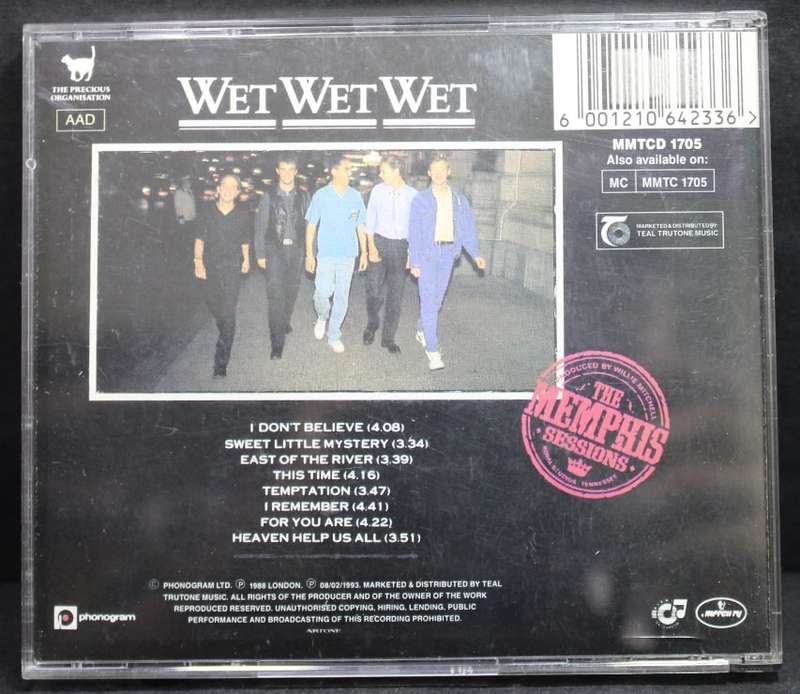 THE PRECIOUS
ORGANISATION
AAD
WET WET WET
6 001210 642336 >
MMTCD 1705
Also available on:
MC MMTC 1705
MARKETED & DISTRIBUTED BY
TEAL TRUTONE MUSIC
PRODUCED BY WILLIE MITCHELL
THE
MEMPHIS
SESSIONS
ROYAL STUDIOS TENNESSEE
I DON'T BELIEVE (4.08)
SWEET LITTLE MYSTERY (3.34)
EAST OF THE RIVER (3.39)
THIS TIME (4.16)
TEMPTATION (3.47)
I REMEMBER (4.41)
FOR YOU ARE (4.22)
HEAVEN HELP US ALL (3.51)
Ⓒ PHONOGRAM LTD. Ⓟ 1988 LONDON. Ⓟ 08/02/1993. MARKETED & DISTRIBUTED BY TEAL
TRUTONE MUSIC. ALL RIGHTS OF THE PRODUCER AND OF THE OWNER OF THE WORK
REPRODUCED RESERVED. UNAUTHORISED COPYING, HIRING, LENDING, PUBLIC
PERFORMANCE AND BROADCASTING OF THIS RECORDING PROHIBITED.
ARTONE
phonogram
mercury